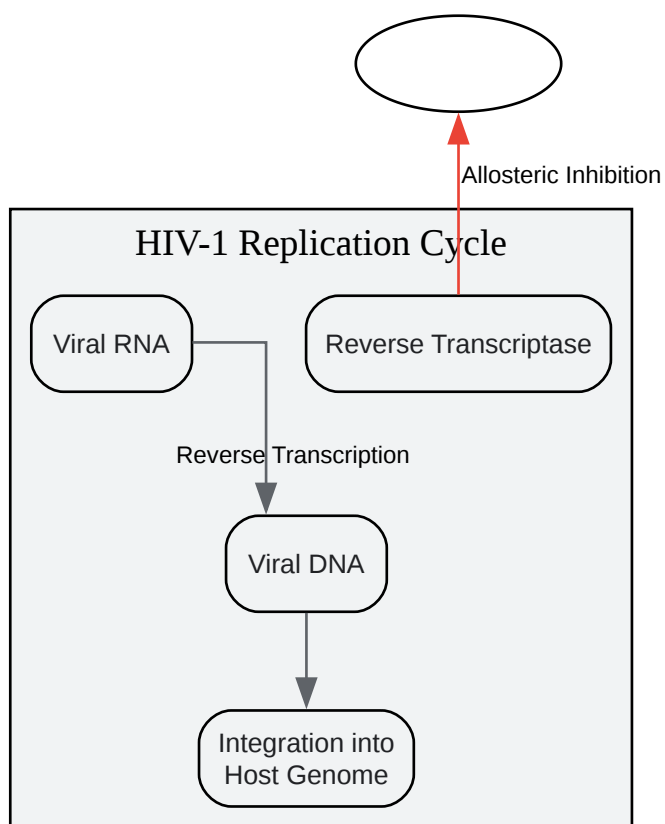 Allosteric Inhibition
HIV-1 Replication Cycle
Viral RNA
Reverse Transcriptase
Reverse Transcription
Viral DNA
Integration into
Host Genome